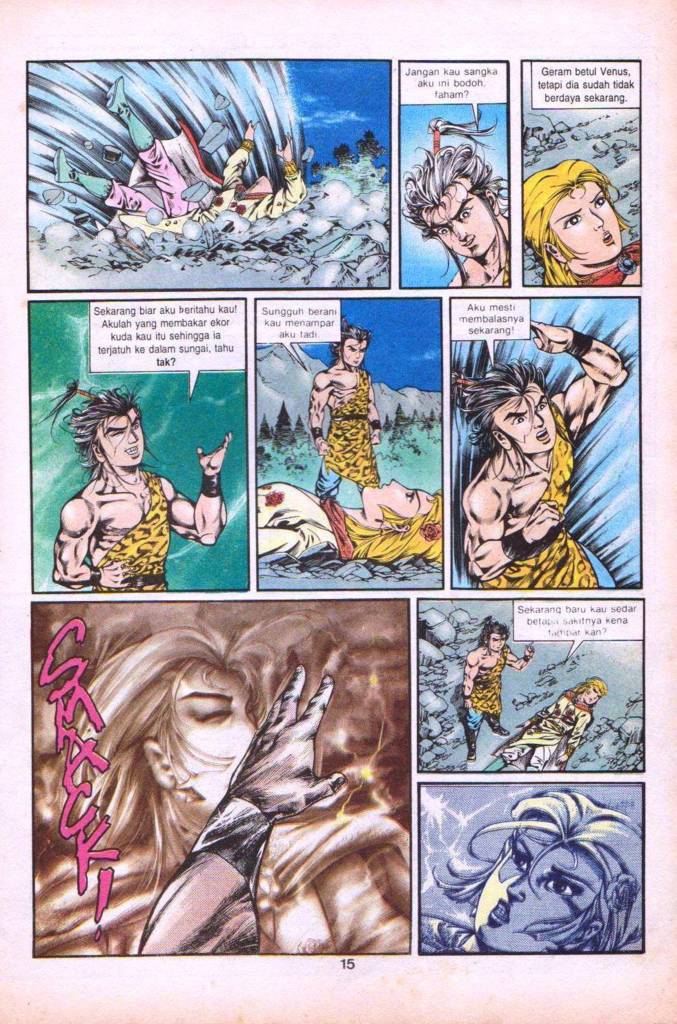 Jangan kau sangka
aku ini bodoh,
faham?
Geram betul Venus,
tetapi dia sudah tidak
berdaya sekarang.
Sekarang biar aku beritahu kau!
Akulah yang membakar ekor
kuda kau itu sehingga ia
terjatuh ke dalam sungai, tahu
tak?
Sungguh berani
kau menampar
aku tadi.
Aku mesti
membalasnya
sekarang!
SMACK!
Sekarang baru kau sedar
betapa sakitnya kena
tampar kan?
15